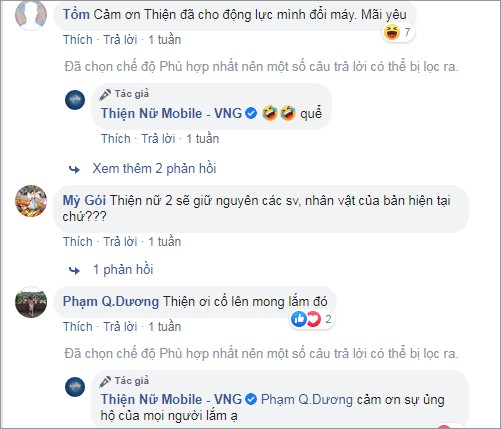 Tồm Cảm ơn Thiện đã cho động lực mình đổi máy. Mãi yêu
7
Thích · Trả lời · 1 tuần
Đã chọn chế độ Phù hợp nhất nên một số câu trả lời có thể bị lọc ra.
Tác giả
Thiện Nữ Mobile - VNG quể
Thích · Trả lời · 1 tuần
Xem thêm 2 phản hồi
Mỳ Gói Thiện nữ 2 sẽ giữ nguyên các sv, nhân vật của bản hiện tại
chứ???
Thích · Trả lời · 1 tuần
1 phản hồi
Phạm Q.Dương Thiện ơi cố lên mong lắm đó
2
Thích · Trả lời · 1 tuần
Đã chọn chế độ Phù hợp nhất nên một số câu trả lời có thể bị lọc ra.
Tác giả
Thiện Nữ Mobile - VNG Phạm Q.Dương cảm ơn sự ủng
hộ của mọi người lắm ạ